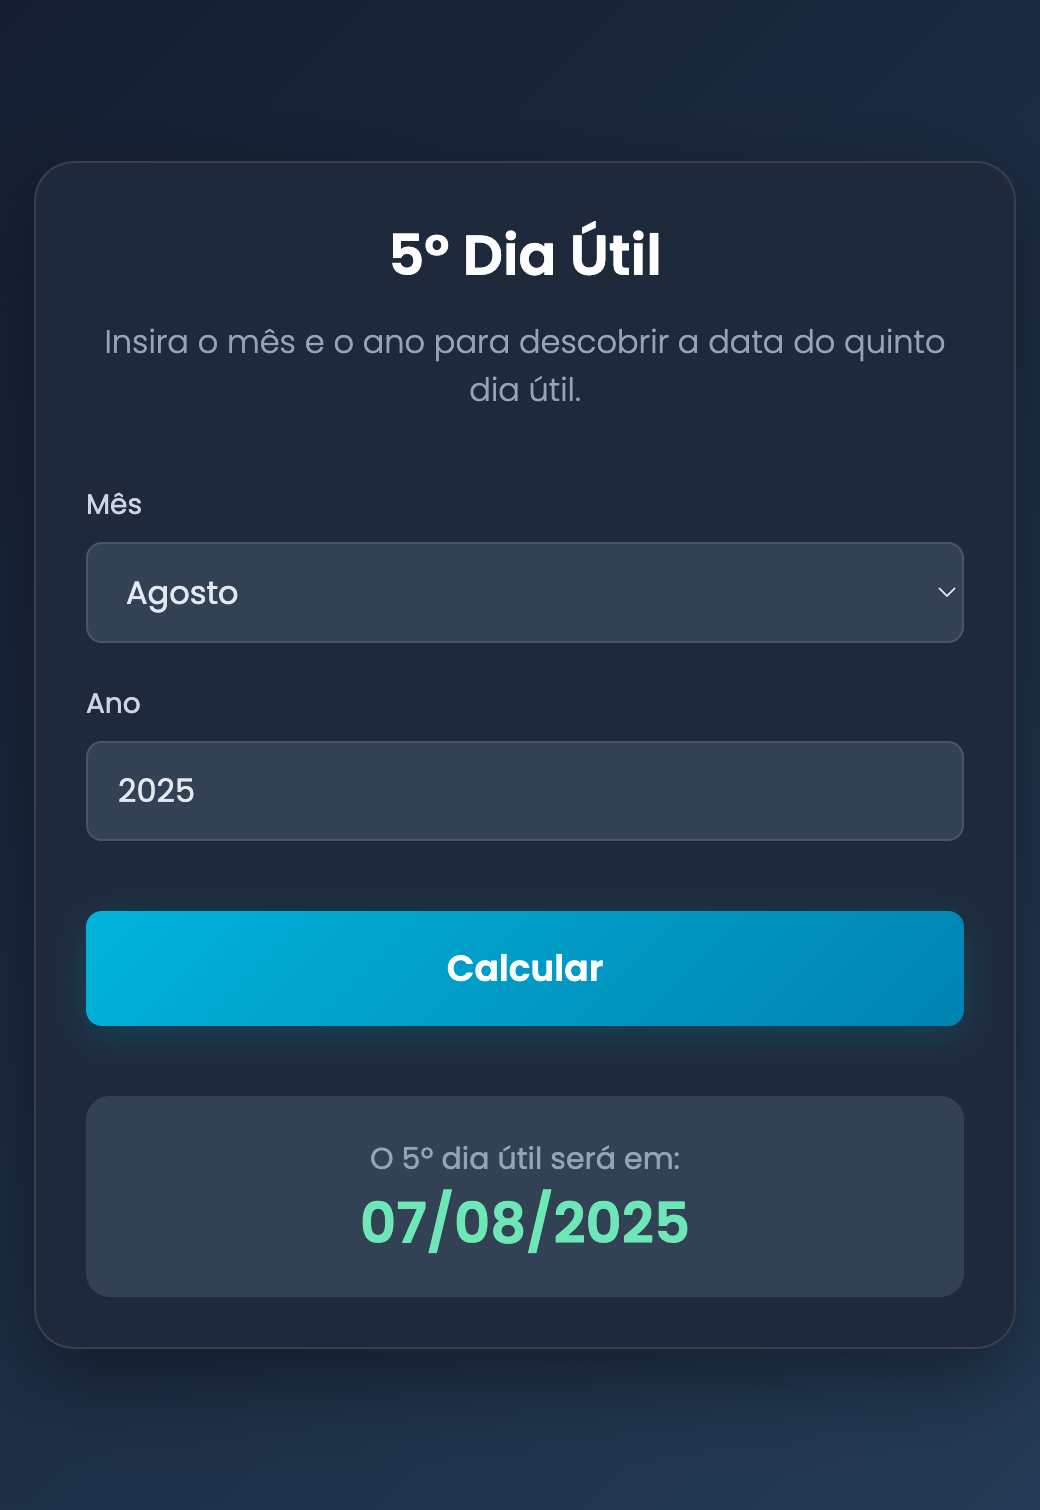 5º Dia Útil
Insira o mês e o ano para descobrir a data do quinto
dia útil.
Mês
Agosto
Ano
2025
Calcular
O 5º dia útil será em:
07/08/2025